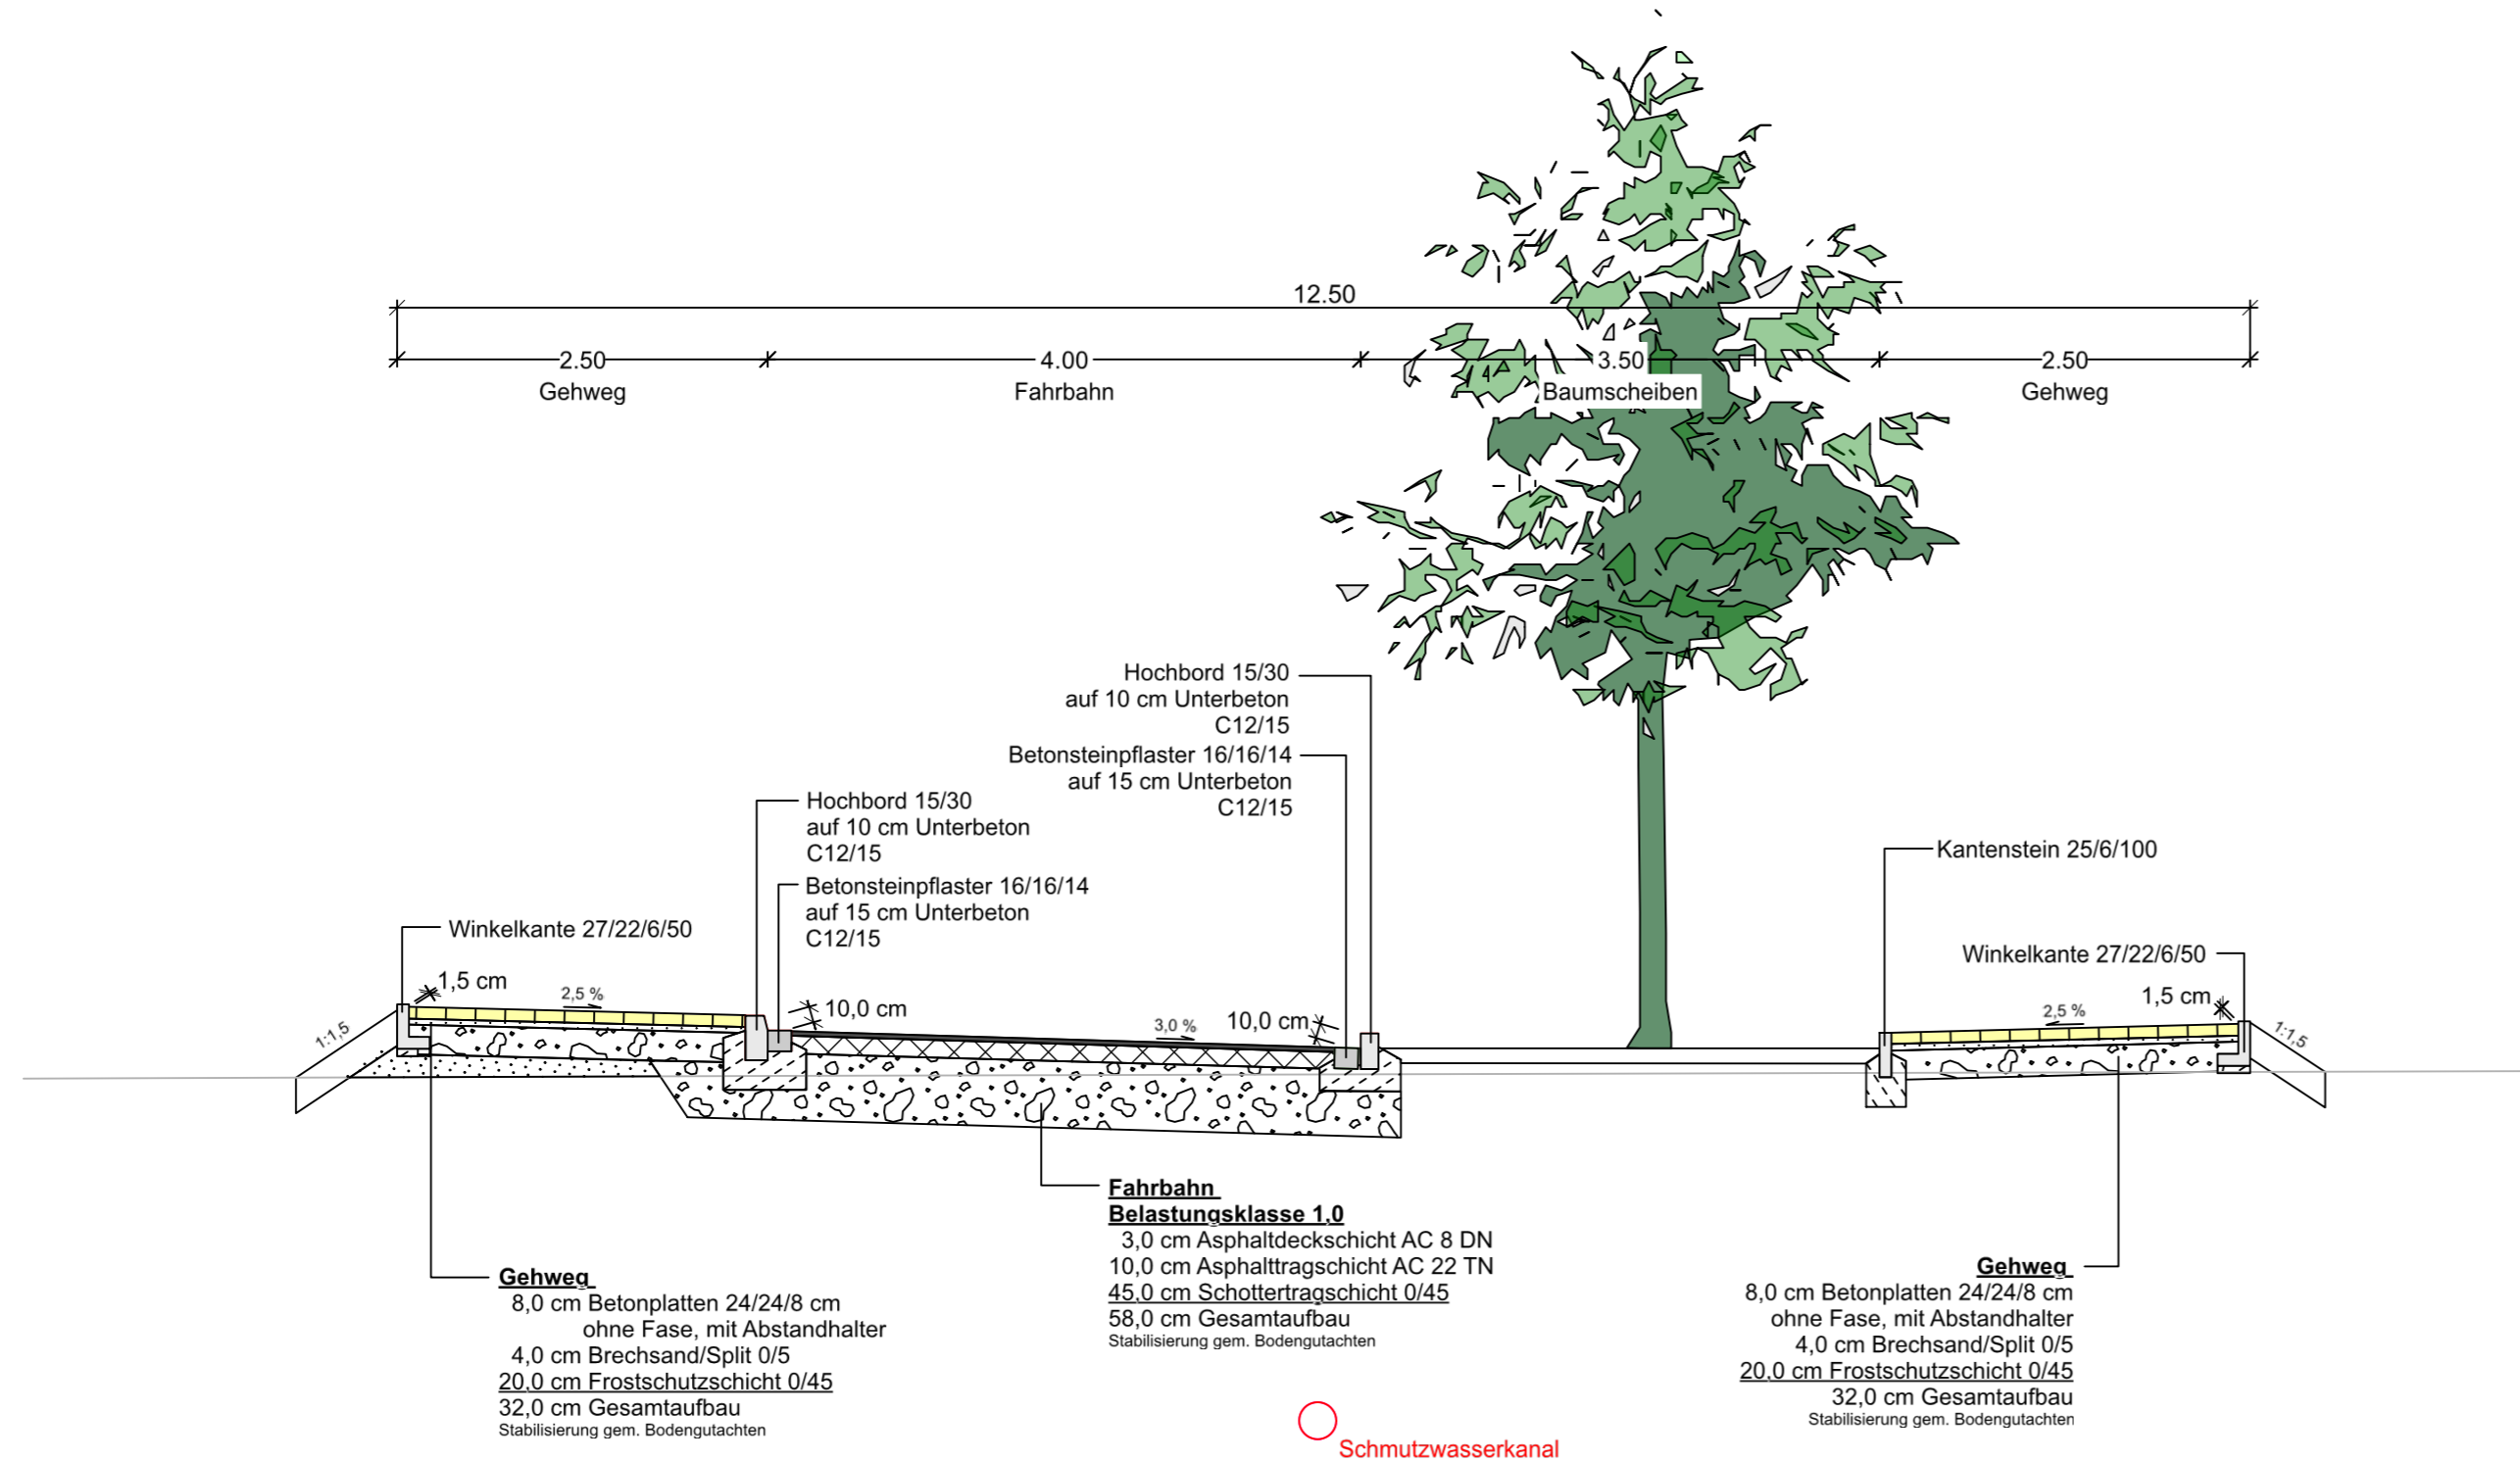 12.50
2.50
4.00
3.50
2.50
Gehweg
Fahrbahn
Baumscheiben
Gehweg
Hochbord 15/30
auf 10 cm Unterbeton
C12/15
Betonsteinpflaster 16/16/14
auf 15 cm Unterbeton
C12/15
Hochbord 15/30
auf 10 cm Unterbeton
C12/15
Betonsteinpflaster 16/16/14
auf 15 cm Unterbeton
C12/15
Kantenstein 25/6/100
Winkelkante 27/22/6/50
Winkelkante 27/22/6/50
1,5 cm
2,5 %
10,0 cm
3,0 %
10,0 cm
2,5 %
1,5 cm
1:1,5
1:1,5
Fahrbahn
Belastungsklasse 1,0
3,0 cm Asphaltdeckschicht AC 8 DN
10,0 cm Asphalttragschicht AC 22 TN
45,0 cm Schottertragschicht 0/45
58,0 cm Gesamtaufbau
Stabilisierung gem. Bodengutachten
Gehweg
8,0 cm Betonplatten 24/24/8 cm
ohne Fase, mit Abstandhalter
4,0 cm Brechsand/Split 0/5
20,0 cm Frostschutzschicht 0/45
32,0 cm Gesamtaufbau
Stabilisierung gem. Bodengutachten
Gehweg
8,0 cm Betonplatten 24/24/8 cm
ohne Fase, mit Abstandhalter
4,0 cm Brechsand/Split 0/5
20,0 cm Frostschutzschicht 0/45
32,0 cm Gesamtaufbau
Stabilisierung gem. Bodengutachten
Schmutzwasserkanal